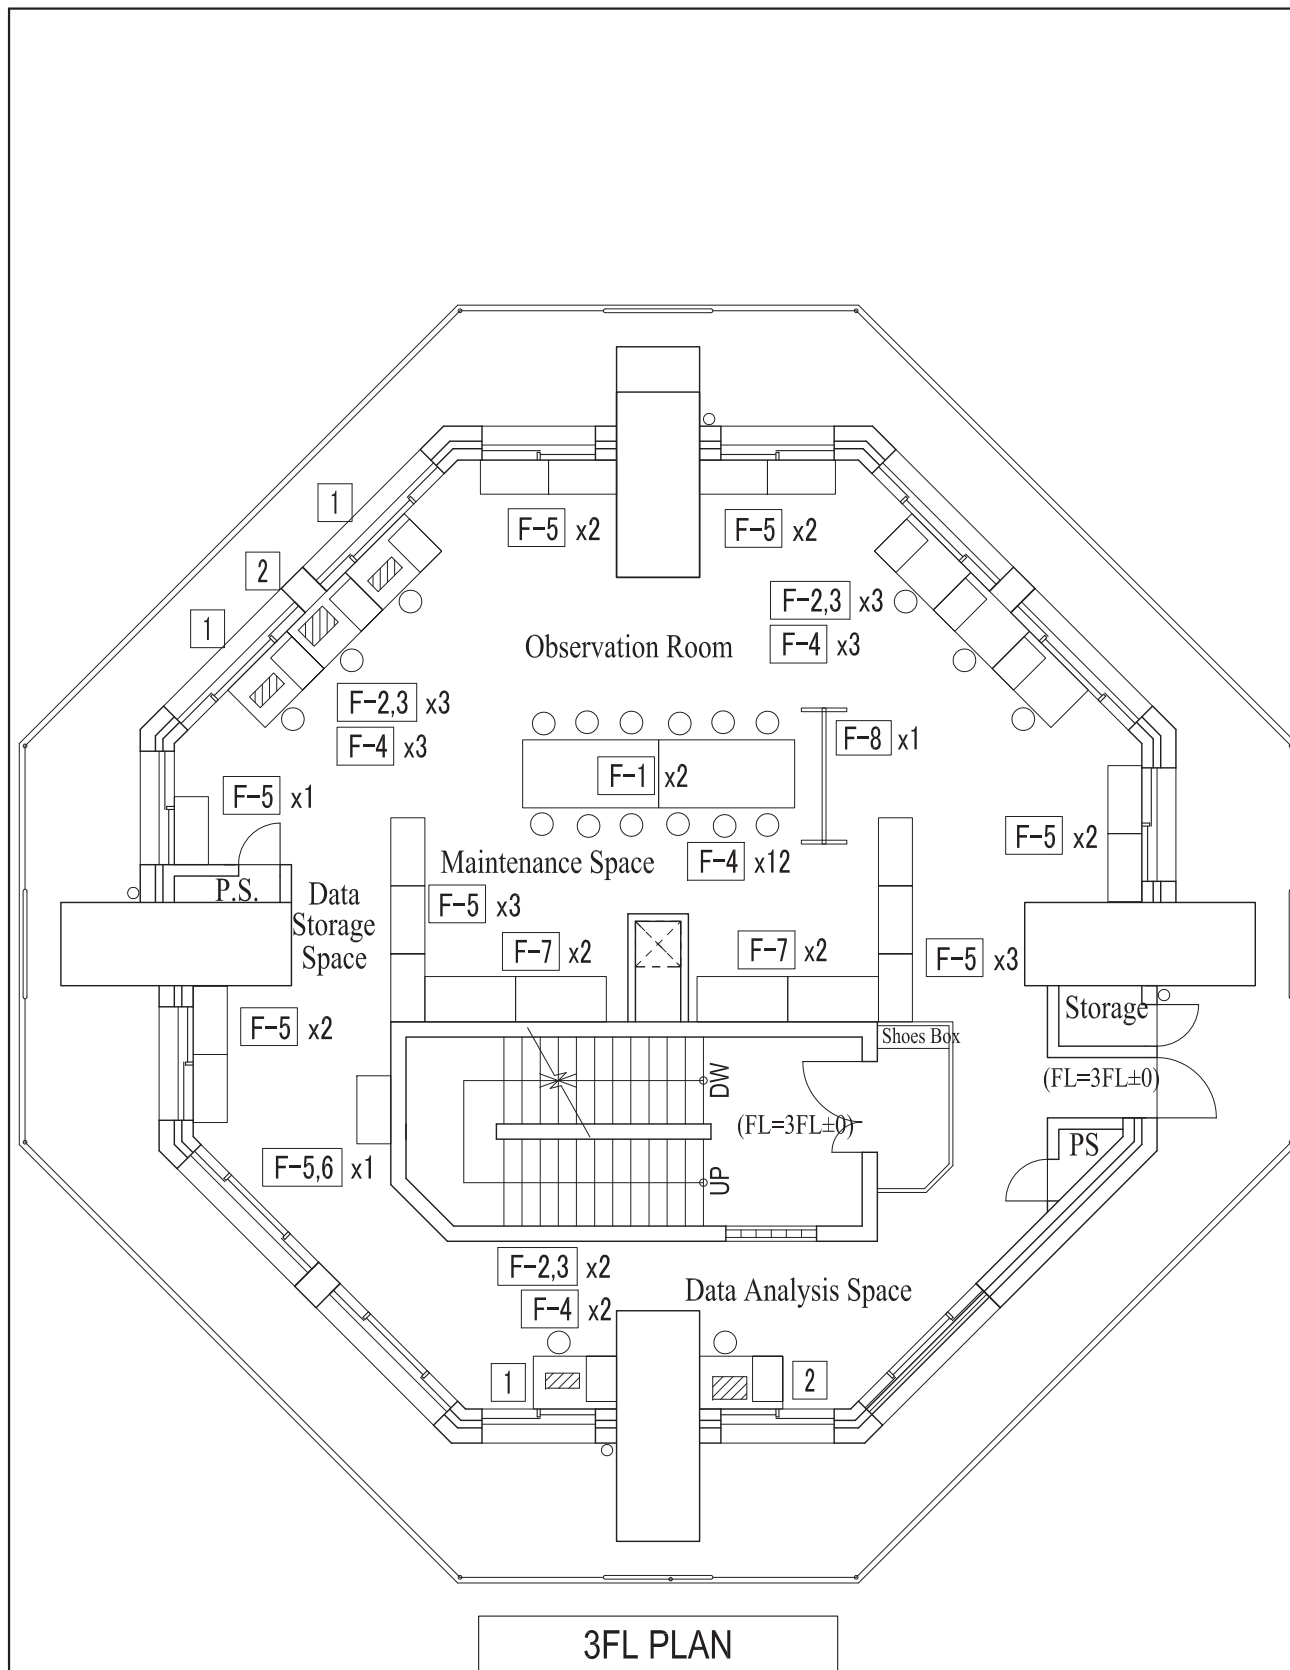 1
F-5 x2
F-5 x2
2
F-2,3 x3
1
Observation Room
F-4 x3
F-2,3 x3
F-4 x3
F-8 x1
F-1 x2
F-5 x1
F-5 x2
Maintenance Space
F-4 x12
P.S.
Data
Storage
Space
F-5 x3
F-7 x2
F-7 x2
F-5 x3
Storage
F-5 x2
Shoes Box
DW
(FL=3FL±0)
(FL=3FL±0)
PS
F-5,6 x1
UP
F-2,3 x2
Data Analysis Space
F-4 x2
1
2
3FL PLAN